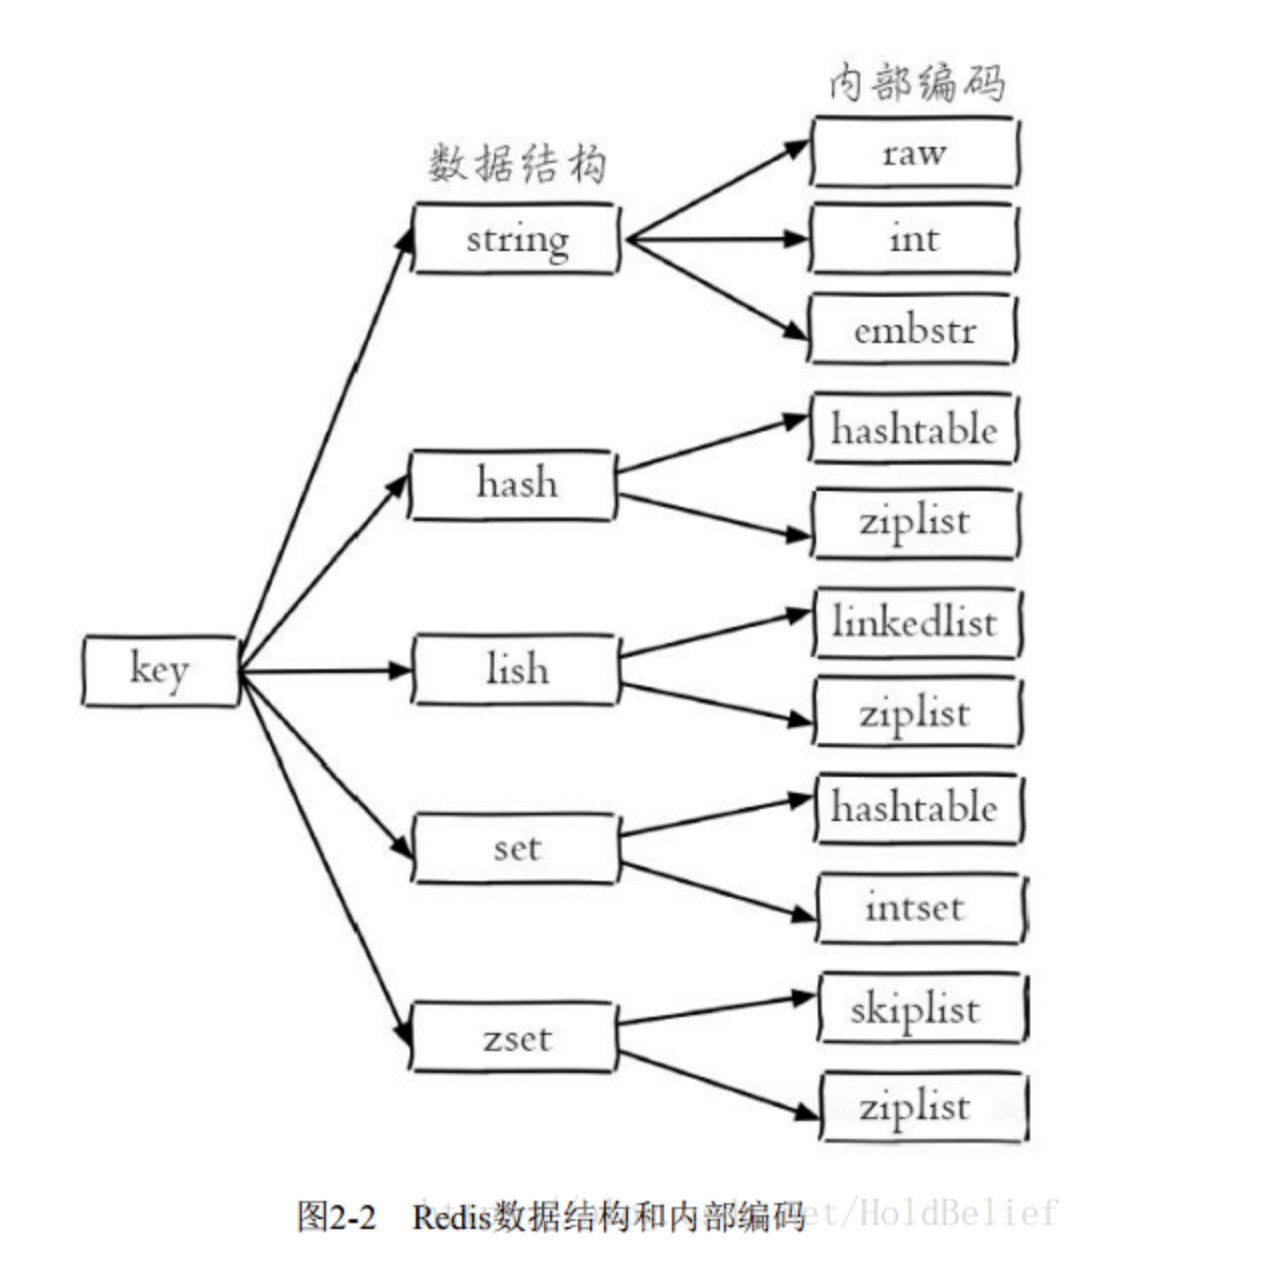 内部编码
数据结构
raw
string
int
embstr
hash
hashtable
ziplist
key
lish
linkedlist
ziplist
set
hashtable
intset
zset
skiplist
ziplist
图2-2 Redis数据结构和内部编码
et/HoldBelief